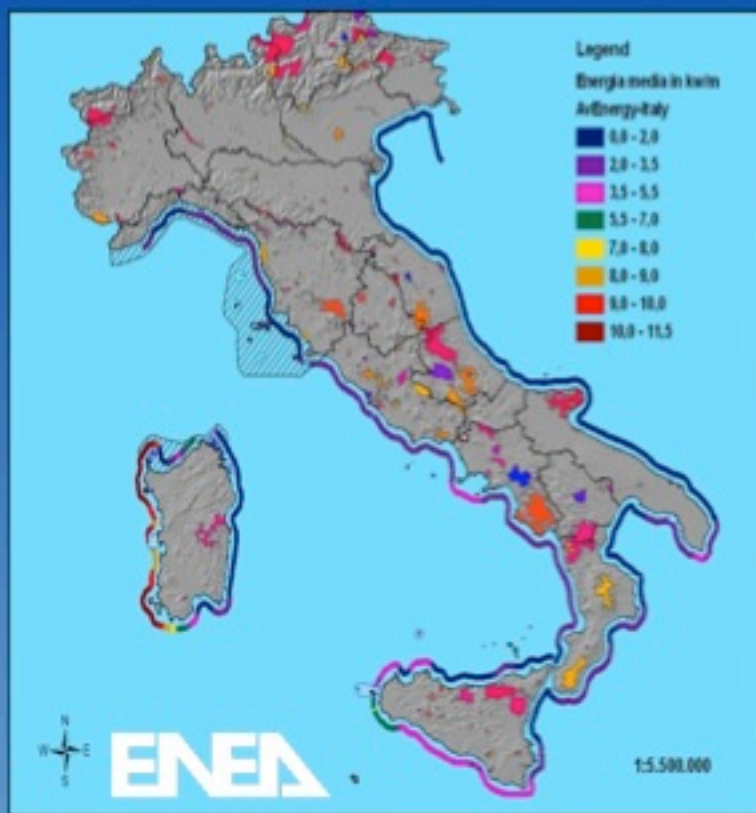 Legend
Energia media in kw/m
AvEnergy-Italy
0,0 - 2,0
2,0 - 3,5
3,5 - 5,5
5,5 - 7,0
7,0 - 8,0
8,0 - 9,0
9,0 - 10,0
10,0 - 11,5
N
W E
S
ENEA
1:5.500.000